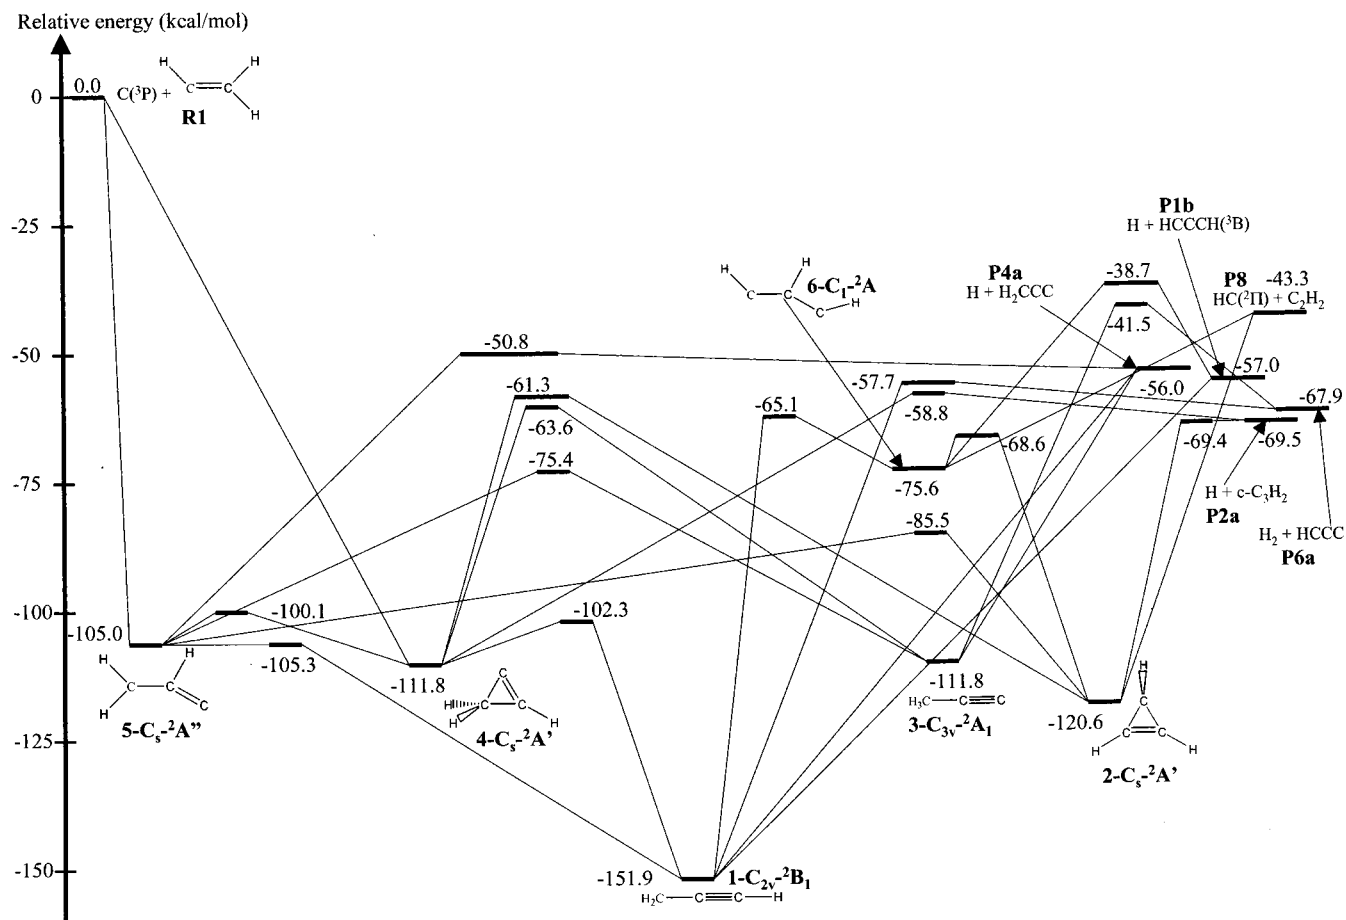 Relative energy (kcal/mol)
0
-25
-50
-75
-100
-125
-150
0.0
C(³P) +
H
C
C
H
H
R1
P1b
H + HCCCH(³B)
P4a
H + H₂CCC
-38.7
P8
-43.3
HC(²Π) + C₂H₂
-41.5
H
H
C
C
C
H
6-C₁-²A
-50.8
-57.7
-57.0
-56.0
-61.3
-58.8
-67.9
-65.1
-63.6
-68.6
-69.4
-69.5
-75.4
-75.6
H + c-C₃H₂
P2a
-85.5
H₂ + HCCC
P6a
-100.1
-102.3
-105.0
-105.3
H
H
C
C
C
H
5-Cₛ-²A”
-111.8
C
H
H
C
C
H
4-Cₛ-²A’
-111.8
H₃C
C
C
3-C₃ᵥ-²A₁
-120.6
H
C
C
C
H
H
2-Cₛ-²A’
-151.9
1-C₂ᵥ-²B₁
H₂C
C
C
H